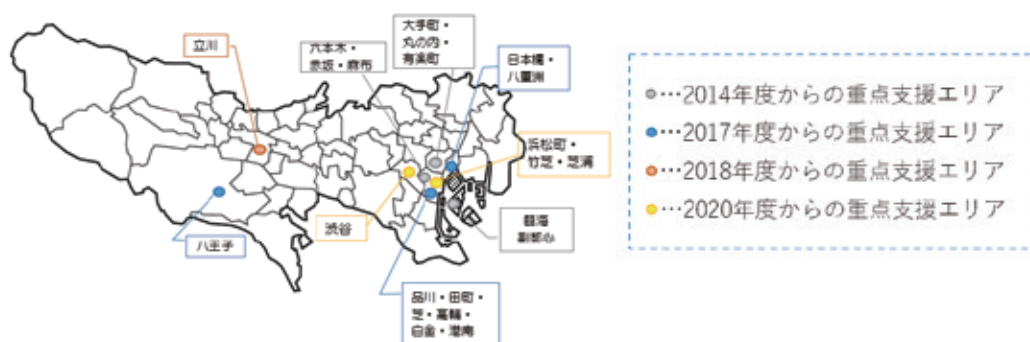 立川
六本木・
赤坂・麻布
大手町・
丸の内・
有楽町
日本橋・
八重洲
浜松町・
竹芝・芝浦
臨海
副都心
渋谷
八王子
品川・田町・
芝・高輪・
白金・港南
●…2014年度からの重点支援エリア
●…2017年度からの重点支援エリア
●…2018年度からの重点支援エリア
●…2020年度からの重点支援エリア